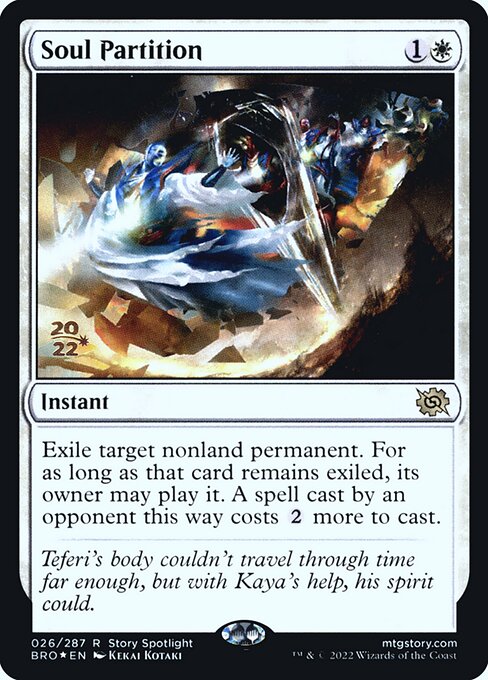 Soul Partition 1
20
22
Instant
Exile target nonland permanent. For
as long as that card remains exiled, its
owner may play it. A spell cast by an
opponent this way costs 2 more to cast.
Teferi's body couldn't travel through time
far enough, but with Kaya's help, his spirit
could.
026/287 R Story Spotlight
mtgstory.com
BRO★EN Kekai Kotaki
™ & © 2022 Wizards of the Coast